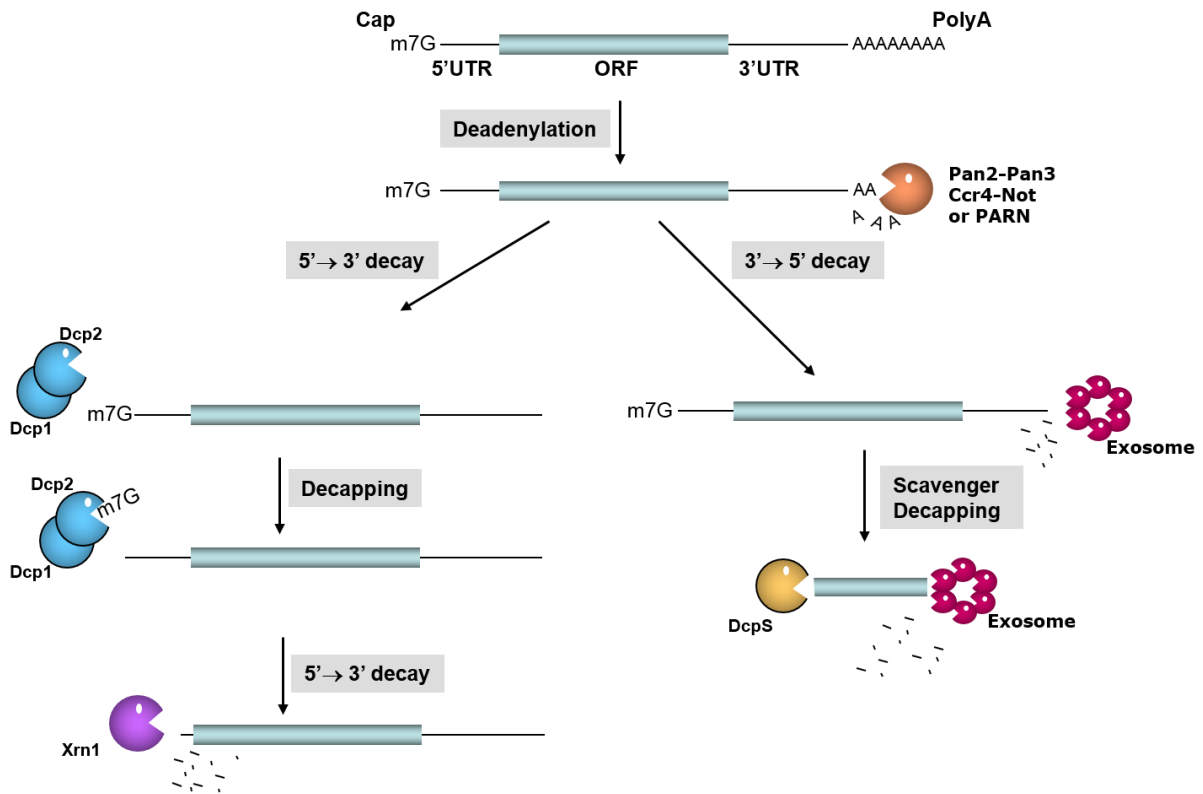 Cap
PolyA
m7G
AAAAAAAA
5’UTR
ORF
3’UTR
Deadenylation
m7G
AA
A
A
A
Pan2-Pan3
Ccr4-Not
or PARN
5’→ 3’ decay
3’→ 5’ decay
Dcp2
Dcp1
m7G
m7G
Exosome
Decapping
Scavenger
Decapping
Dcp2
m7G
Dcp1
DcpS
Exosome
5’→ 3’ decay
Xrn1